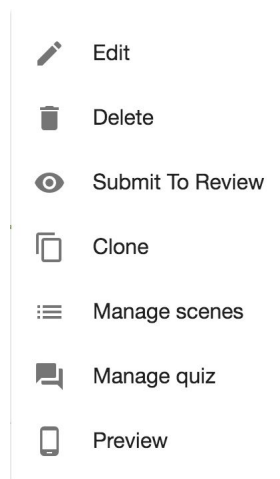 Edit
Delete
Submit To Review
Clone
Manage scenes
Manage quiz
Preview